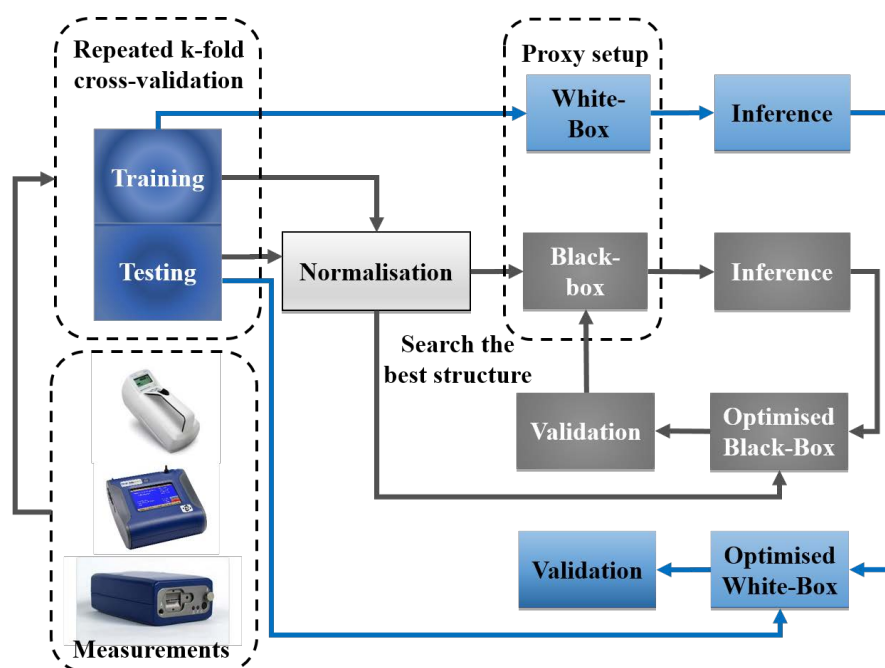 Repeated k-fold
cross-validation
Training
Testing
Measurements
Normalisation
Search the
best structure
Proxy setup
White-
Box
Inference
Black-
box
Inference
Validation
Optimised
Black-Box
Validation
Optimised
White-Box